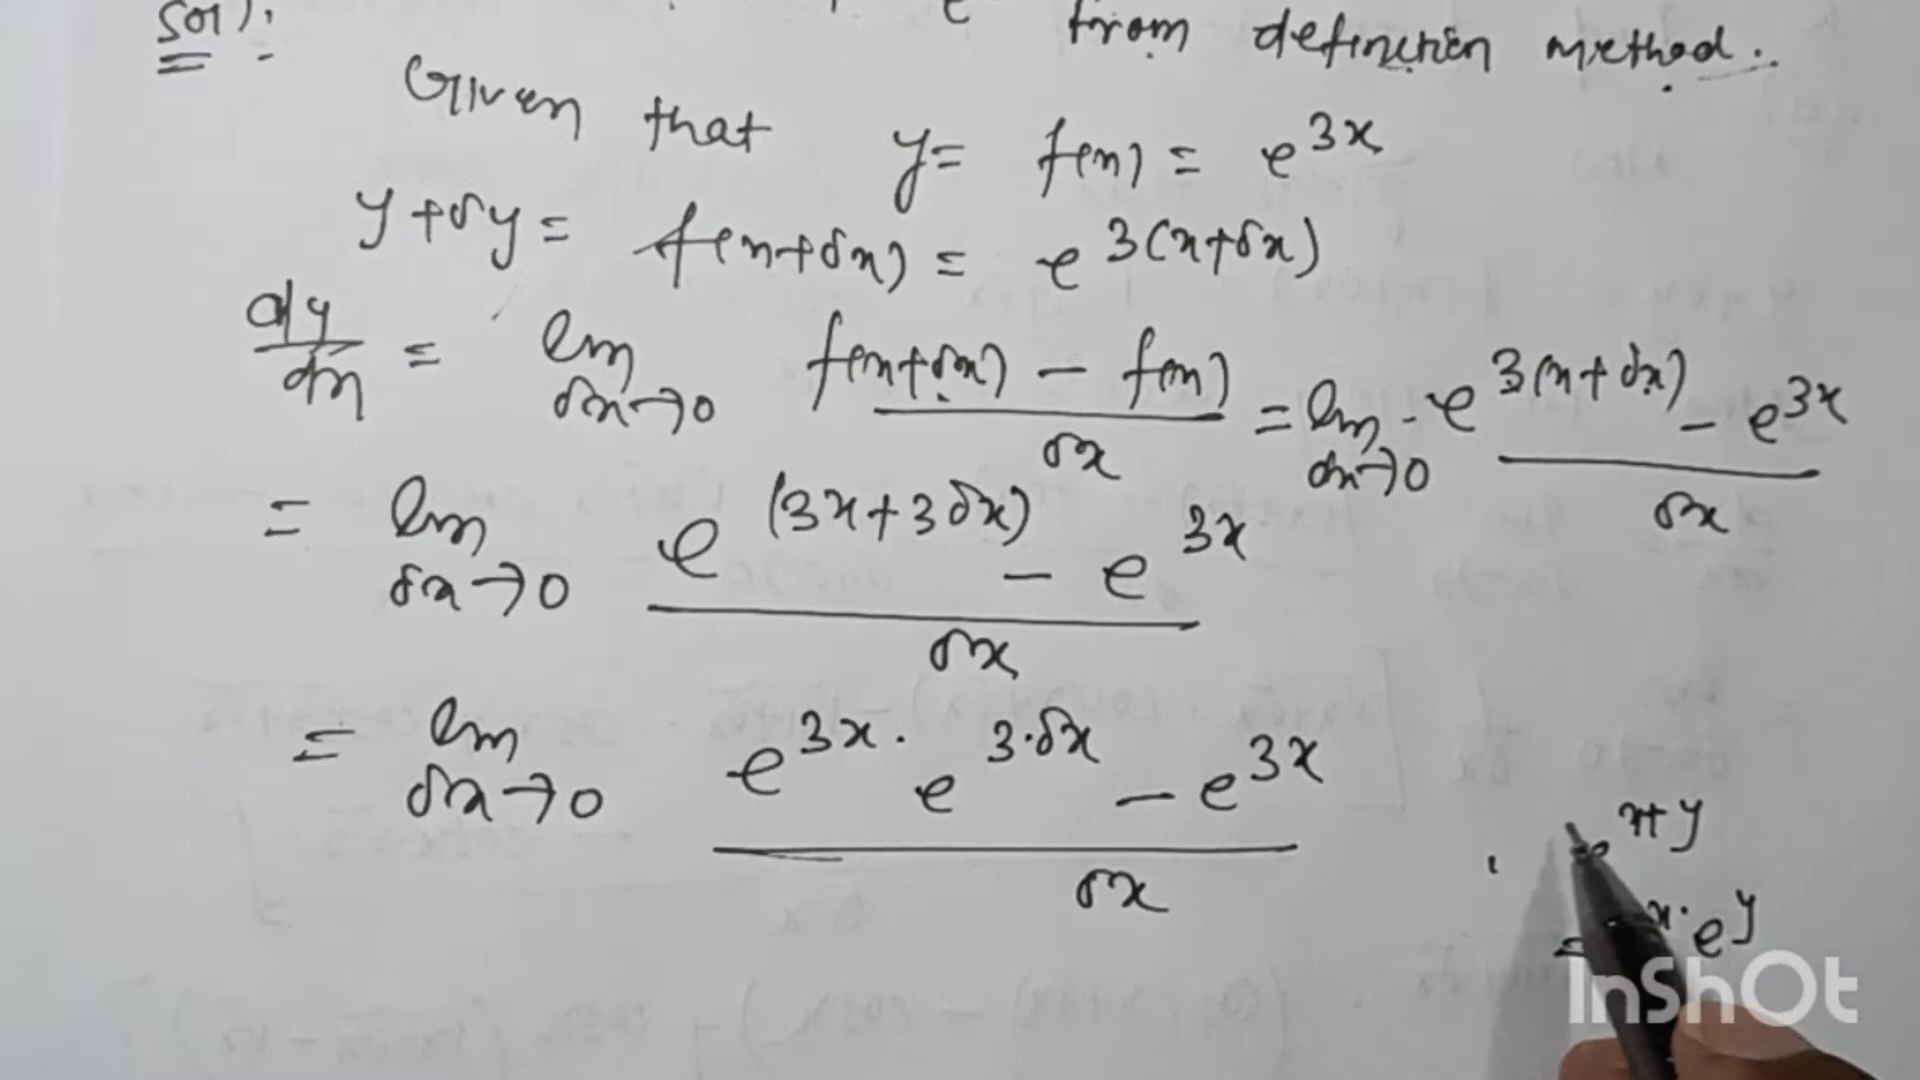 Sol):
e from definition method.
Given that y = f(x) = e^{3x}
y+δy = f(x+δx) = e^{3(x+δx)}
dy/dx = lim_{δx→0} (f(x+δx) − f(x))/δx = lim_{δx→0} (e^{3(x+δx)} − e^{3x})/δx
= lim_{δx→0} (e^{(3x+3δx)} − e^{3x})/δx
= lim_{δx→0} (e^{3x}. e^{3.δx} − e^{3x})/δx
e^{x+y}
= e^{x}. e^{y}
InShOt